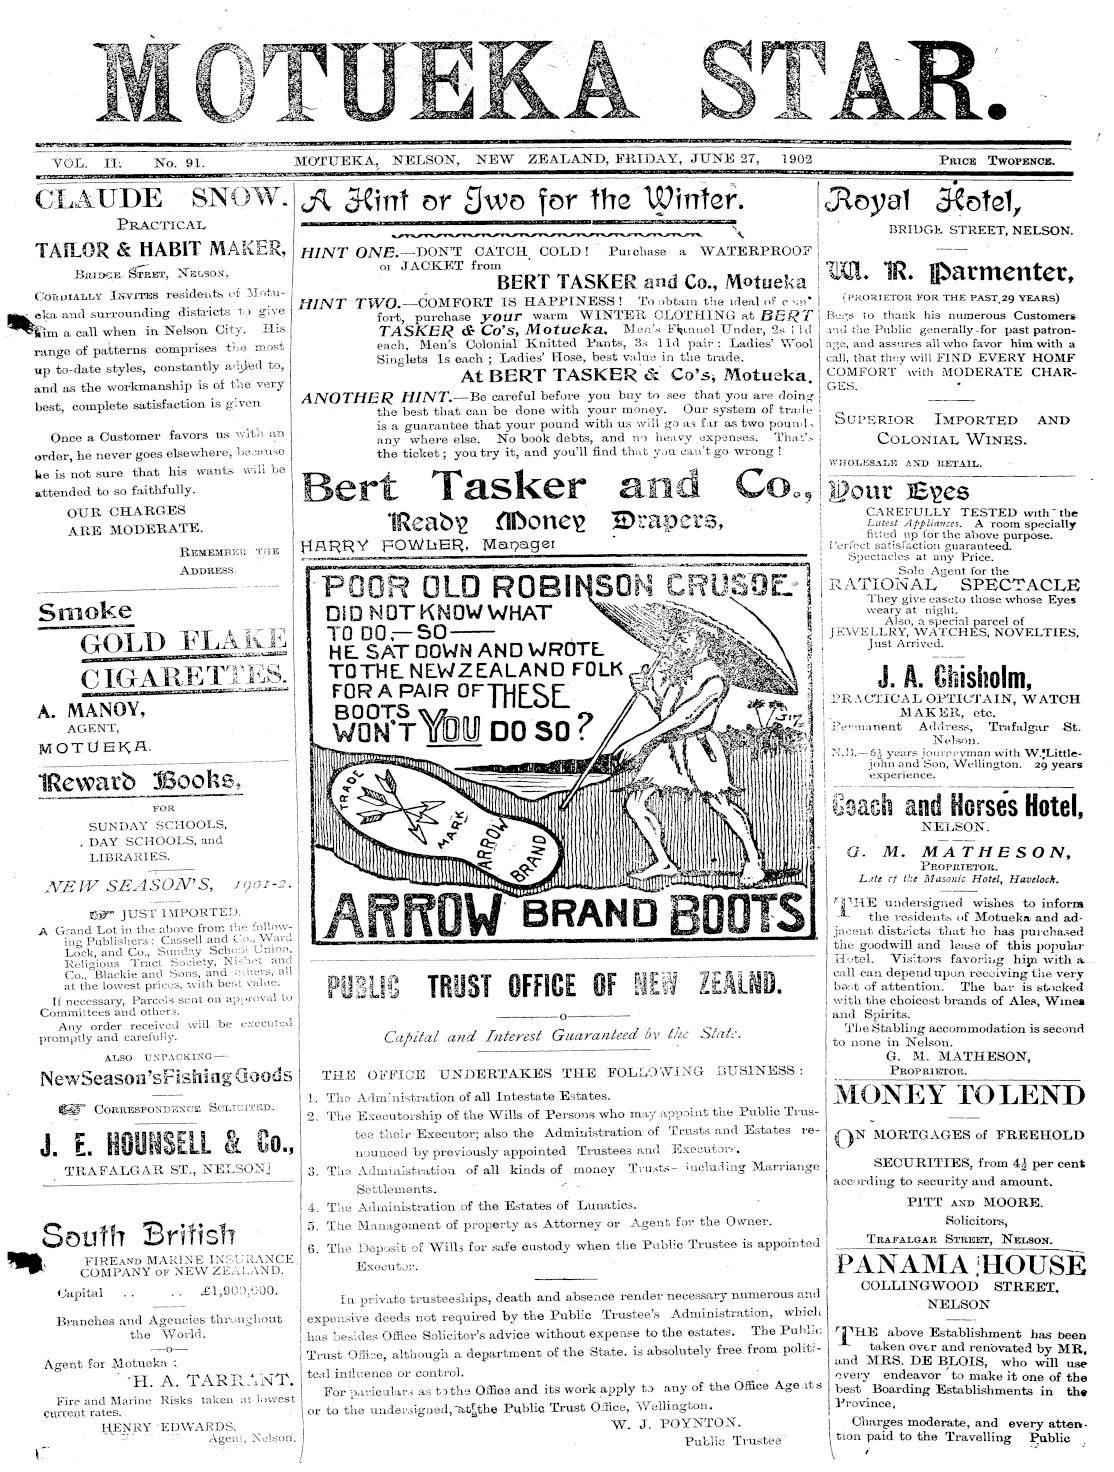 MOTUEKA STAR.
VOL. II. No. 91. MOTUEKA, NELSON, NEW ZEALAND, FRIDAY, JUNE 27, 1902 PRICE TWOPENCE.
CLAUDE SNOW.
PRACTICAL
TAILOR & HABIT MAKER,
BRIDGE STRET, NELSON,
CORDIALLY INVITES residents of Motu-
eka and surrounding districts to give
him a call when in Nelson City. His
range of patterns comprises the most
up to-date styles, constantly added to,
and as the workmanship is of the very
best, complete satisfaction is given
Once a Customer favors us with an
order, he never goes elsewhere, because
he is not sure that his wants will be
attended to so faithfully.
OUR CHARGES
ARE MODERATE.
REMEMBER THE
ADDRESS.
Smoke
GOLD FLAKE
CIGARETTES.
A. MANOY,
AGENT,
MOTUEKA.
Reward Books,
FOR
SUNDAY SCHOOLS,
DAY SCHOOLS, and
LIBRARIES.
NEW SEASON'S, 1901-2.
☞ JUST IMPORTED,
A Grand Lot in the above from the follow-
ing Publishers: Cassell and Co., Ward
Lock, and Co., Sunday School Union,
Religious Tract Society, Nisbet and
Co., Blackie and Sons, and others, all
at the lowest prices, with best value.
If necessary, Parcels sent on approval to
Committees and others.
Any order received will be executed
promptly and carefully.
ALSO UNPACKING—
NewSeason'sFishingGoods
☞ CORRESPONDENCE SOLICITED.
J. E. HOUNSELL & Co.,
TRAFALGAR ST., NELSON
South British
FIRE AND MARINE INSURANCE
COMPANY OF NEW ZEALAND.
Capital .. .. £1,900,000.
Branches and Agencies throughout
the World.
—o—
Agent for Motueka:
H. A. TARRANT.
Fire and Marine Risks taken at lowest
current rates.
HENRY EDWARDS,
Agent, Nelson.
A Hint or Two for the Winter.
HINT ONE.—DON'T CATCH COLD! Purchase a WATERPROOF
or JACKET from
BERT TASKER and Co., Motueka
HINT TWO.—COMFORT IS HAPPINESS! To obtain the ideal of com-
fort, purchase your warm WINTER CLOTHING at BERT
TASKER & Co's, Motueka. Men's Flannel Under, 2s 11d
each, Men's Colonial Knitted Pants, 3s 11d pair: Ladies' Wool
Singlets 1s each; Ladies' Hose, best value in the trade.
At BERT TASKER & Co's, Motueka.
ANOTHER HINT.—Be careful before you buy to see that you are doing
the best that can be done with your money. Our system of trade
is a guarantee that your pound with us will go as far as two pounds
any where else. No book debts, and no heavy expenses. That's
the ticket; you try it, and you'll find that you can't go wrong!
Bert Tasker and Co.,
Ready Money Drapers,
HARRY FOWLER, Manager
POOR OLD ROBINSON CRUSOE
DID NOT KNOW WHAT
TO DO,—SO—
HE SAT DOWN AND WROTE
TO THE NEW ZEALAND FOLK
FOR A PAIR OF THESE
BOOTS
WON'T YOU DO SO?
TRADE
MARK
ARROW
BRAND
ARROW BRAND BOOTS
PUBLIC TRUST OFFICE OF NEW ZEALND.
—o—
Capital and Interest Guaranteed by the State.
THE OFFICE UNDERTAKES THE FOLLOWING BUSINESS:
1. The Administration of all Intestate Estates.
2. The Executorship of the Wills of Persons who may appoint the Public Trus-
tee their Executor; also the Administration of Trusts and Estates re-
nounced by previously appointed Trustees and Executors.
3. The Administration of all kinds of money Trusts—including Marriange
Settlements.
4. The Administration of the Estates of Lunatics.
5. The Management of property as Attorney or Agent for the Owner.
6. The Deposit of Wills for safe custody when the Public Trustee is appointed
Executor.
In private trusteeships, death and absence render necessary numerous and
expensive deeds not required by the Public Trustee's Administration, which
has besides Office Solicitor's advice without expense to the estates. The Public
Trust Office, although a department of the State. is absolutely free from politi-
tcal influence or control.
For particulars as to the Office and its work apply to any of the Office Agents
or to the undersigned, at the Public Trust Office, Wellington.
W. J. POYNTON.
Public Trustee
Royal Hotel,
BRIDGE STREET, NELSON.
W. R. Parmenter,
(PRORIETOR FOR THE PAST 29 YEARS)
Begs to thank his numerous Customers
and the Public generally for past patron-
age, and assures all who favor him with a
call, that they will FIND EVERY HOMF
COMFORT with MODERATE CHAR-
GES.
SUPERIOR IMPORTED AND
COLONIAL WINES.
WHOLESALE AND RETAIL.
Your Eyes
CAREFULLY TESTED with the
Latest Appliances. A room specially
fitted up for the above purpose.
Perfect satisfaction guaranteed.
Spectacles at any Price.
Sole Agent for the
RATIONAL SPECTACLE
They give easeto those whose Eyes
weary at night.
Also, a special parcel of
JEWELLRY, WATCHES, NOVELTIES,
Just Arrived.
J. A. Chisholm,
PRACTICAL OPTICTAIN, WATCH
MAKER, etc.
Permanent Address, Trafalgar St.
Nelson.
N.B.—6½ years journeyman with W. Little-
john and Son, Wellington. 29 years
experience.
Coach and Horses Hotel,
NELSON.
G. M. MATHESON,
PROPRIETOR.
Late of the Masonic Hotel, Havelock.
THE undersigned wishes to inform
the residents of Motueka and ad-
jacent districts that he has purchased
the goodwill and lease of this popular
Hotel. Visitors favoring him with a
call can depend upon receiving the very
best of attention. The bar is stocked
with the choicest brands of Ales, Wines
and Spirits.
The Stabling accommodation is second
to none in Nelson.
G. M. MATHESON,
PROPRIETOR.
MONEY TO LEND
ON MORTGAGES of FREEHOLD
SECURITIES, from 4½ per cent
according to security and amount.
PITT AND MOORE.
Solicitors,
TRAFALGAR STREET, NELSON.
PANAMA HOUSE
COLLINGWOOD STREET,
NELSON
THE above Establishment has been
taken over and renovated by MR,
and MRS. DE BLOIS, who will use
every endeavor to make it one of the
best Boarding Establishments in the
Province,
Charges moderate, and every atten-
tion paid to the Travelling Public